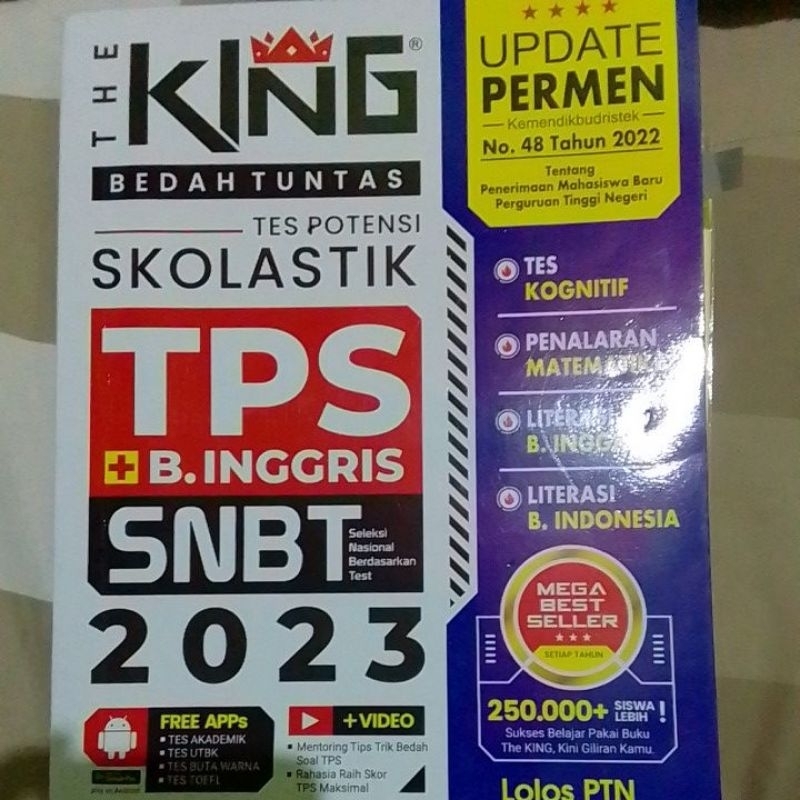 THE KING®
BEDAH TUNTAS
TES POTENSI
SKOLASTIK
TPS
+ B. INGGRIS
SNBT
Seleksi
Nasional
Berdasarkan
Test
2023
FREE APPs
• TES AKADEMIK
• TES UTBK
• TES BUTA WARNA
• TES TOEFL
+VIDEO
• Mentoring Tips Trik Bedah
Soal TPS
• Rahasia Raih Skor
TPS Maksimal
UPDATE
PERMEN
Kemendikbudristek
No. 48 Tahun 2022
Tentang
Penerimaan Mahasiswa Baru
Perguruan Tinggi Negeri
TES
KOGNITIF
PENALARAN
MATEMATIKA
LITERASI
B. INGGRIS
LITERASI
B. INDONESIA
MEGA
BEST
SELLER
SETIAP TAHUN
250.000+ SISWA LEBIH !
Sukses Belajar Pakai Buku
The KING, Kini Giliran Kamu.
Lolos PTN